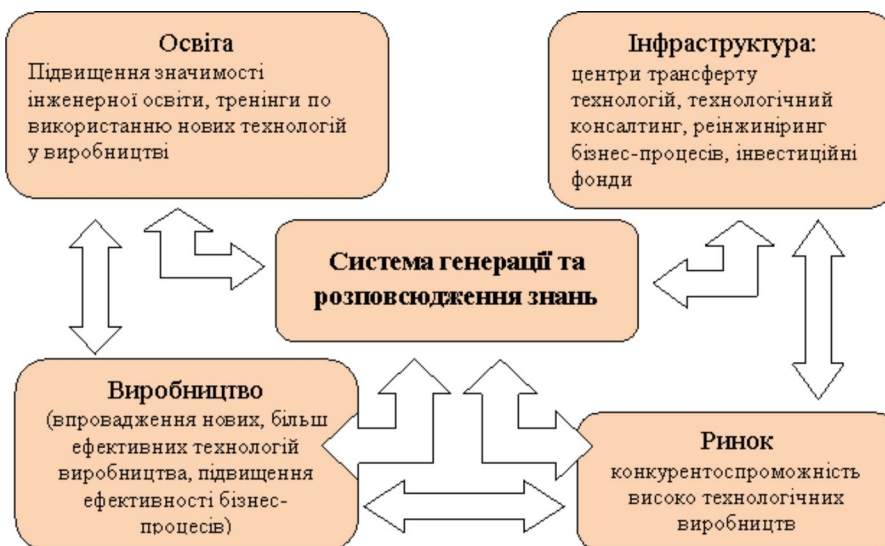 Освіта
Підвищення значимості
інженерної освіти, тренінги по
використанню нових технологій
у виробництві
Інфраструктура:
центри трансферту
технологій, технологічний
консалтинг, реінжиніринг
бізнес-процесів, інвестиційні
фонди
Система генерації та
розповсюдження знань
Виробництво
(впровадження нових, більш
ефективних технологій
виробництва, підвищення
ефективності бізнес-
процесів)
Ринок
конкурентоспроможність
високо технологічних
виробництв